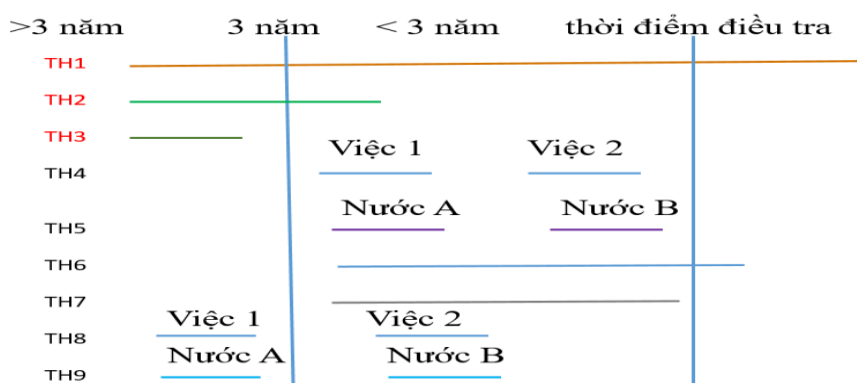 >3 năm 3 năm < 3 năm thời điểm điều tra
TH1
TH2
TH3
Việc 1 Việc 2
TH4
Nước A Nước B
TH5
TH6
TH7
Việc 1 Việc 2
TH8
Nước A Nước B
TH9